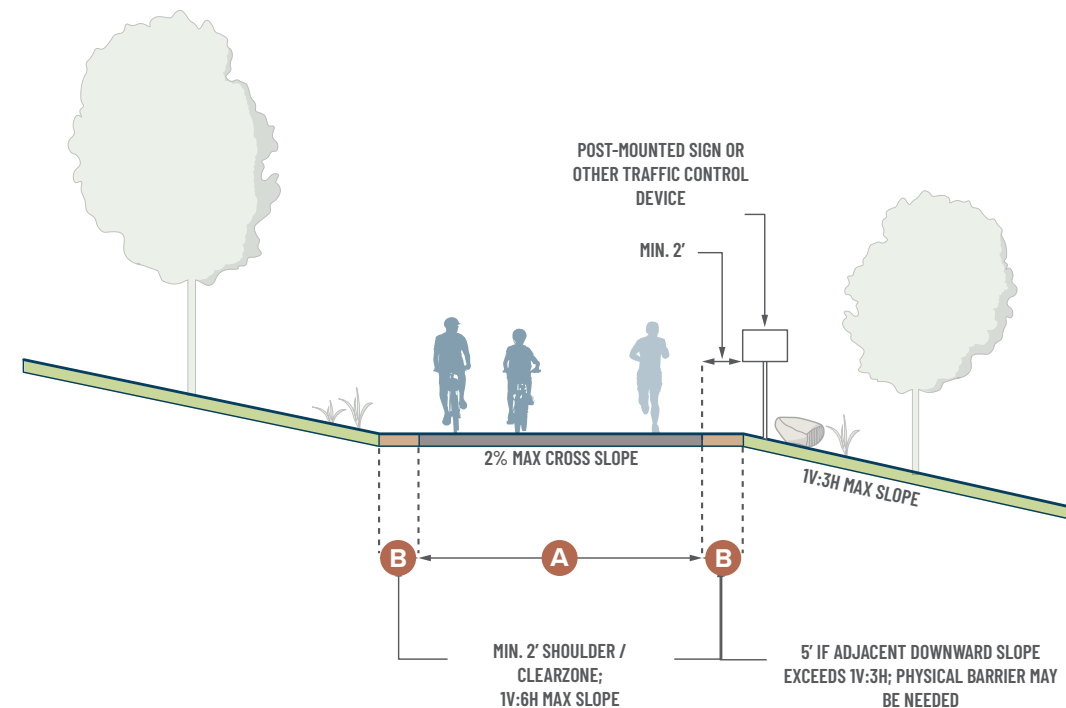 POST-MOUNTED SIGN OR
OTHER TRAFFIC CONTROL
DEVICE
MIN. 2'
2% MAX CROSS SLOPE
1V:3H MAX SLOPE
B
A
B
MIN. 2' SHOULDER /
CLEARZONE;
1V:6H MAX SLOPE
5' IF ADJACENT DOWNWARD SLOPE
EXCEEDS 1V:3H; PHYSICAL BARRIER MAY
BE NEEDED